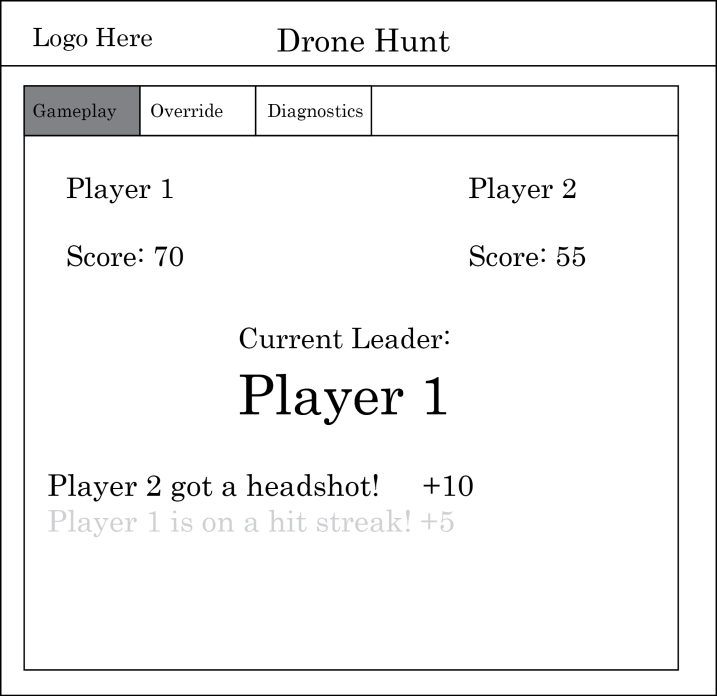 Logo Here Drone Hunt
Gameplay Override Diagnostics
Player 1 Player 2
Score: 70 Score: 55
Current Leader:
Player 1
Player 2 got a headshot! +10
Player 1 is on a hit streak! +5